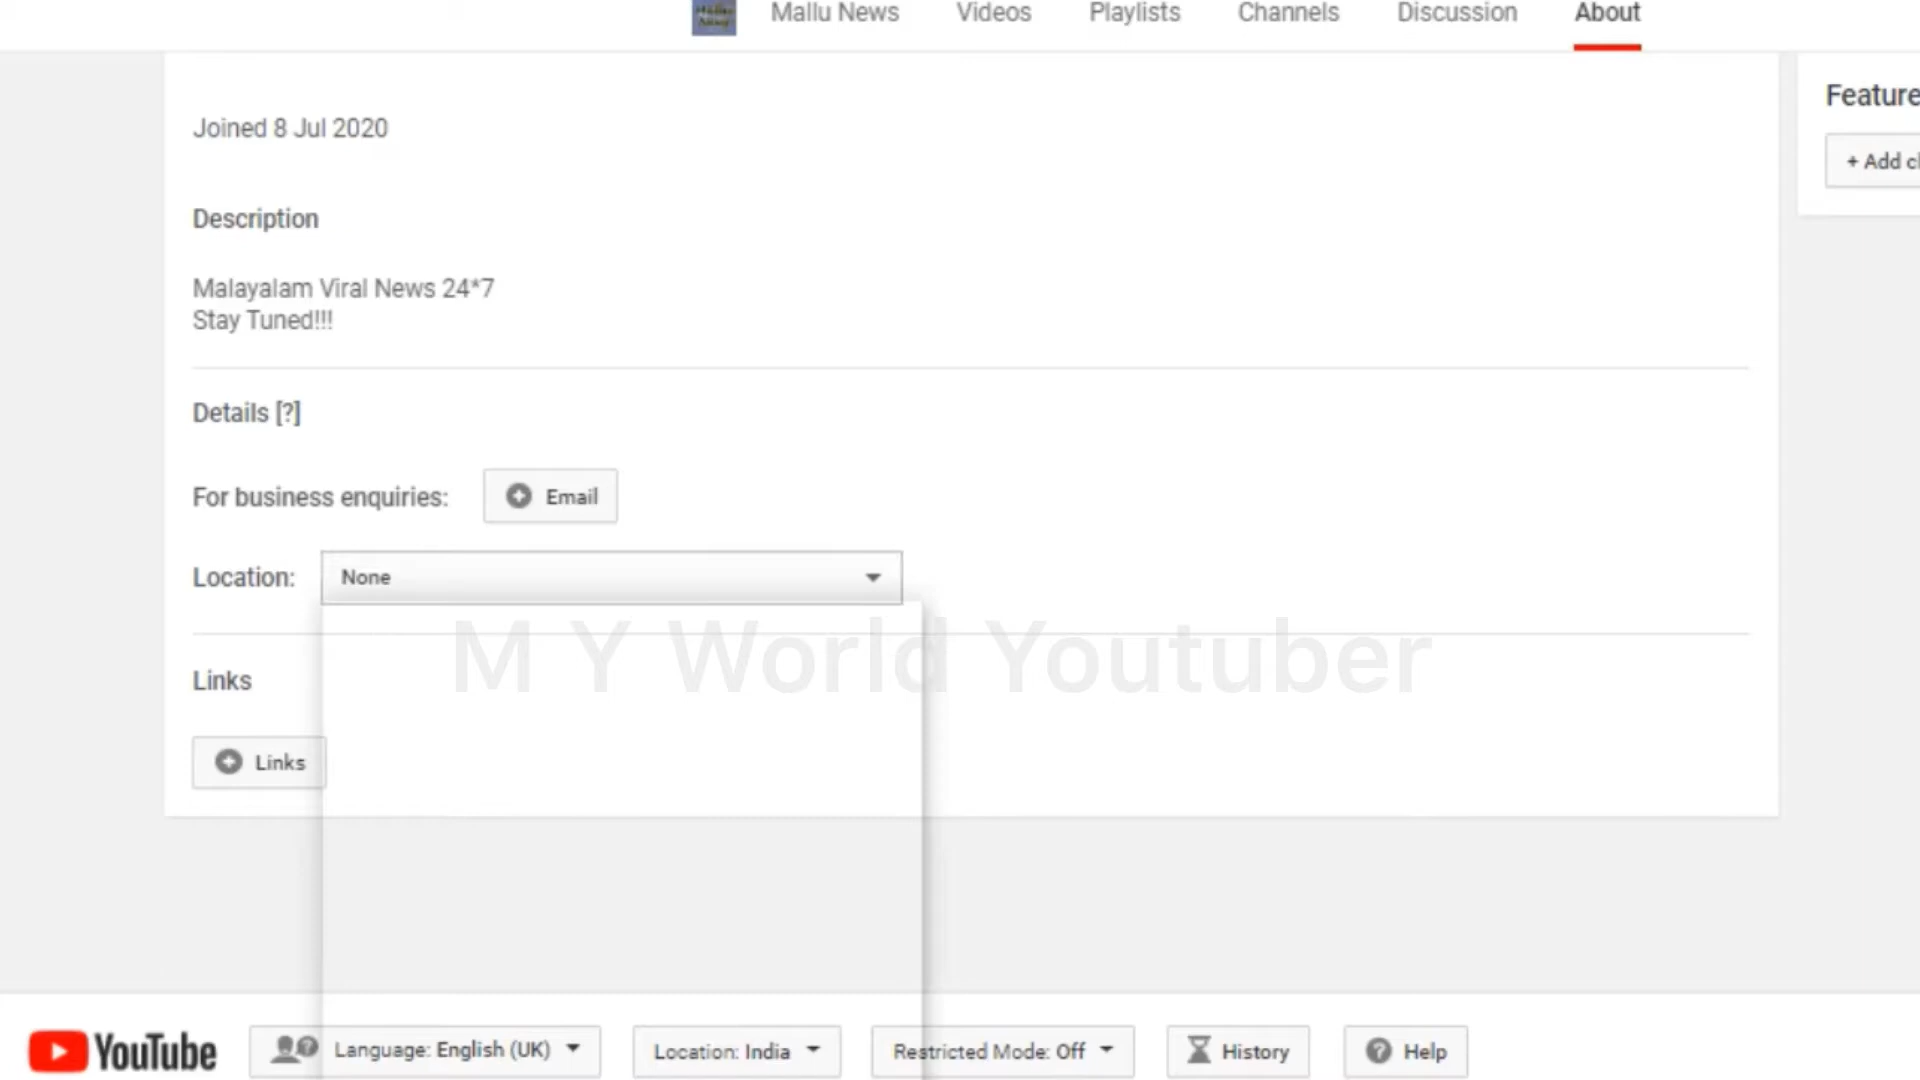 Mallu News Videos Playlists Channels Discussion About
Joined 8 Jul 2020
Description
Malayalam Viral News 24*7
Stay Tuned!!!
Details [?]
For business enquiries: Email
Location: None
M Y World Youtuber
Links
Links
Feature
+ Add
YouTube Language: English (UK) Location: India Restricted Mode: Off History Help